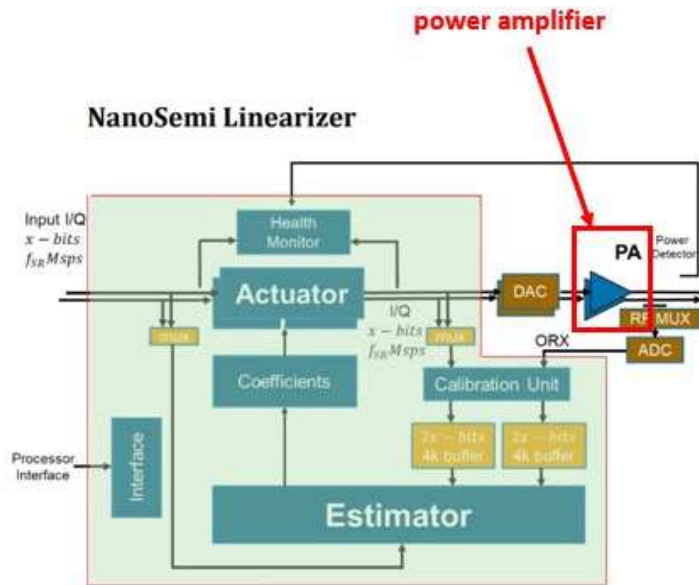 power amplifier
NanoSemi Linearizer
Input I/Q
x − bits
f_SR Msps
Health
Monitor
PA
Power
Detector
Actuator
DAC
I/Q
x − bits
f_SR Msps
RF MUX
mux
mux
ORX
ADC
Coefficients
Calibration Unit
2x − bits
4k buffer
2x − bits
4k buffer
Processor
Interface
Interface
Estimator